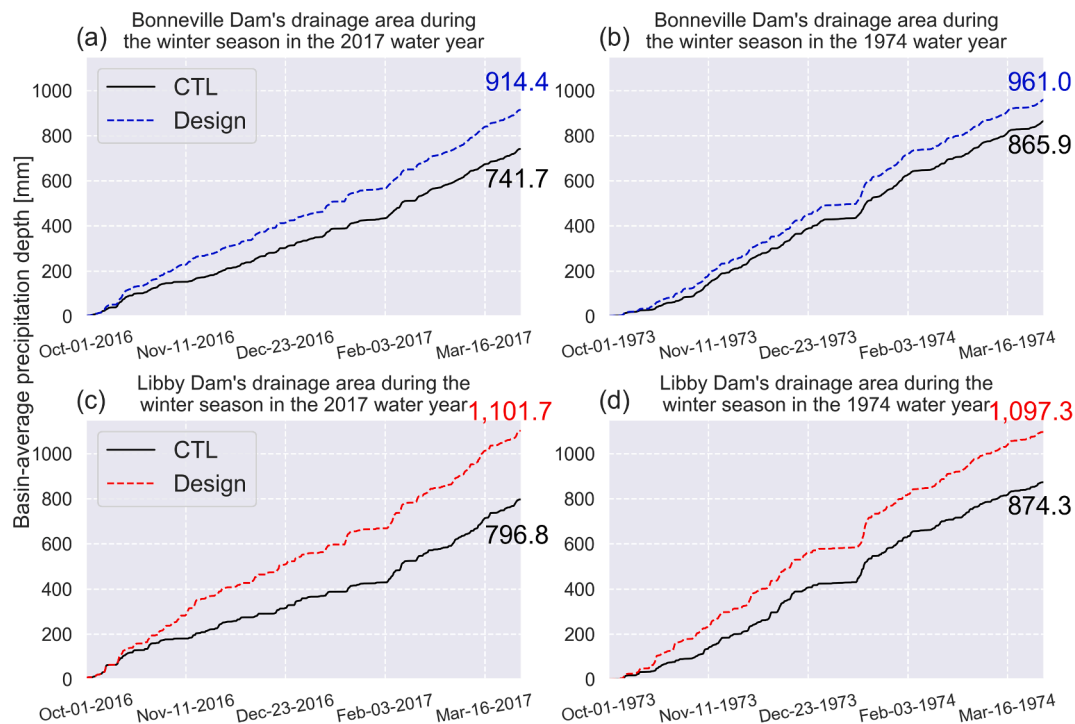 (a) Bonneville Dam's drainage area during
the winter season in the 2017 water year
CTL
Design
914.4
741.7
1000
800
600
400
200
0
Oct-01-2016
Nov-11-2016
Dec-23-2016
Feb-03-2017
Mar-16-2017
(b) Bonneville Dam's drainage area during
the winter season in the 1974 water year
961.0
865.9
1000
800
600
400
200
0
Oct-01-1973
Nov-11-1973
Dec-23-1973
Feb-03-1974
Mar-16-1974
Basin-average precipitation depth [mm]
(c) Libby Dam's drainage area during the
winter season in the 2017 water year
CTL
Design
1,101.7
796.8
1000
800
600
400
200
0
Oct-01-2016
Nov-11-2016
Dec-23-2016
Feb-03-2017
Mar-16-2017
(d) Libby Dam's drainage area during the
winter season in the 1974 water year
1,097.3
874.3
1000
800
600
400
200
0
Oct-01-1973
Nov-11-1973
Dec-23-1973
Feb-03-1974
Mar-16-1974